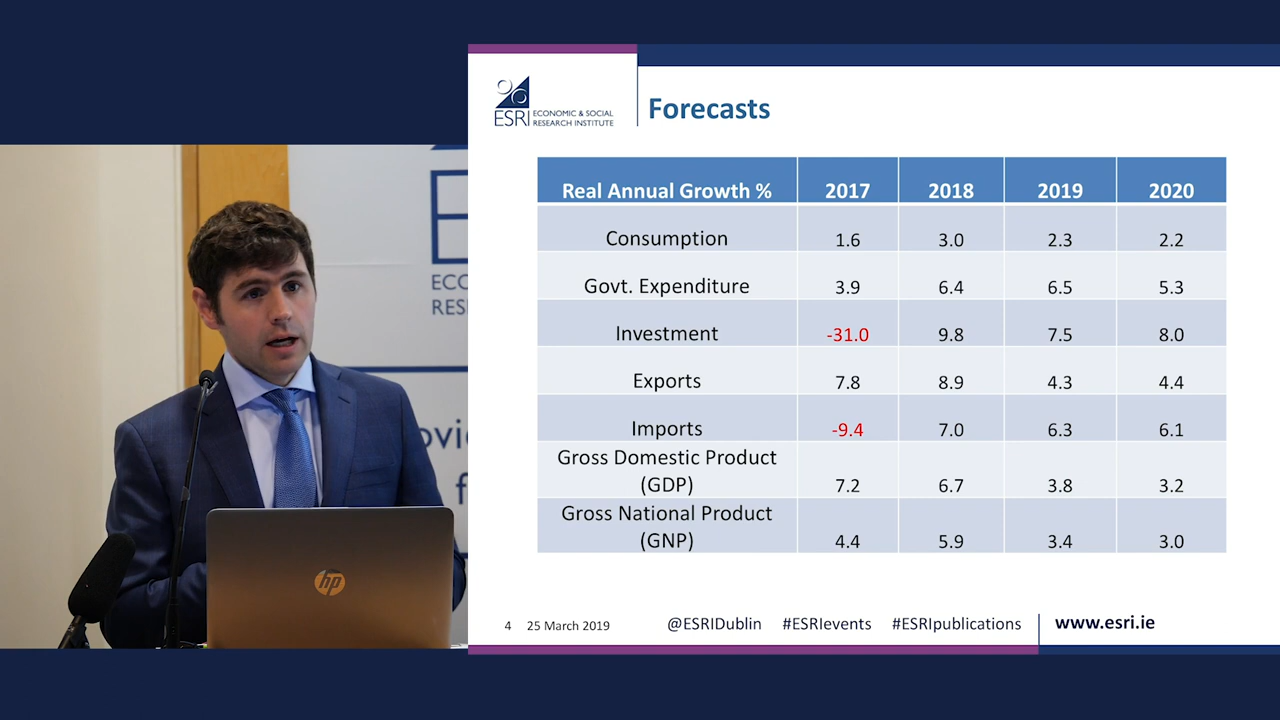 ESRI
ECONOMIC & SOCIAL
RESEARCH INSTITUTE
Forecasts
Real Annual Growth % 2017 2018 2019 2020
Consumption 1.6 3.0 2.3 2.2
Govt. Expenditure 3.9 6.4 6.5 5.3
Investment -31.0 9.8 7.5 8.0
Exports 7.8 8.9 4.3 4.4
Imports -9.4 7.0 6.3 6.1
Gross Domestic Product
(GDP) 7.2 6.7 3.8 3.2
Gross National Product
(GNP) 4.4 5.9 3.4 3.0
4 25 March 2019 @ESRIDublin #ESRIevents #ESRIpublications www.esri.ie
hp